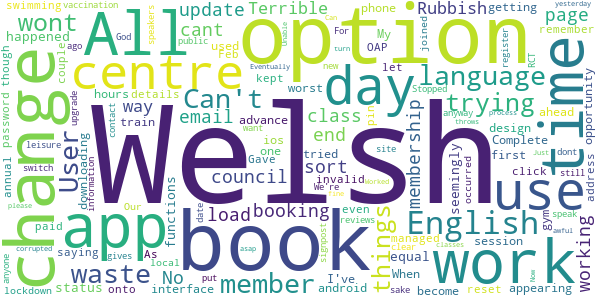 swimming
vaccination
God
speakers
All
option
update
Rubbish
getting
yesterday
wont
cant
Terrible
phone
page
Unable
Can
happened
public
For
My
turn
joined
remember
password
though
couple
ago
used
Feb
OAP
new
register
RCT
centre
kept
worst
let
Eventually
language
opportunity
change
User
hours
details
Can't
day
trying
time
upgrade
way
email
class
pin
Stopped
process
leisure
contact
train
advance
end
ios
want
one
design
ahead
anyway
Complete
Just
throws
switch
information
Welsh
membership
seemingly
site
first
dont
still
annual
downloading
As
council
Gave
tried
invalid
sort
We're
fine
click
occurred
use
address
app
functions
load
booking
Our
local
date
even
reviews
Worked
English
please
saying
No
book
things
managed
clear
session
gym
speak
awful
anyone
paid
gives
onto
put
I've
signpost
equal
work
working
corrupted
waste
member
asap
When
classes
Now
lockdown
status
interface
android
sake
become
reset
appearing